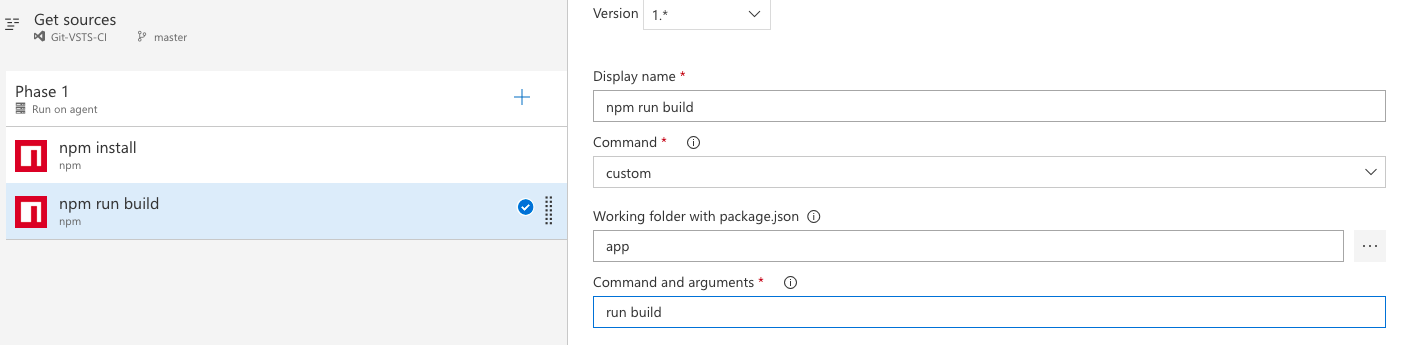 Get sources
Git-VSTS-CI master
Phase 1
Run on agent
npm install
npm
npm run build
npm
Version 1.*
Display name *
npm run build
Command *
custom
Working folder with package.json
app
...
Command and arguments *
run build